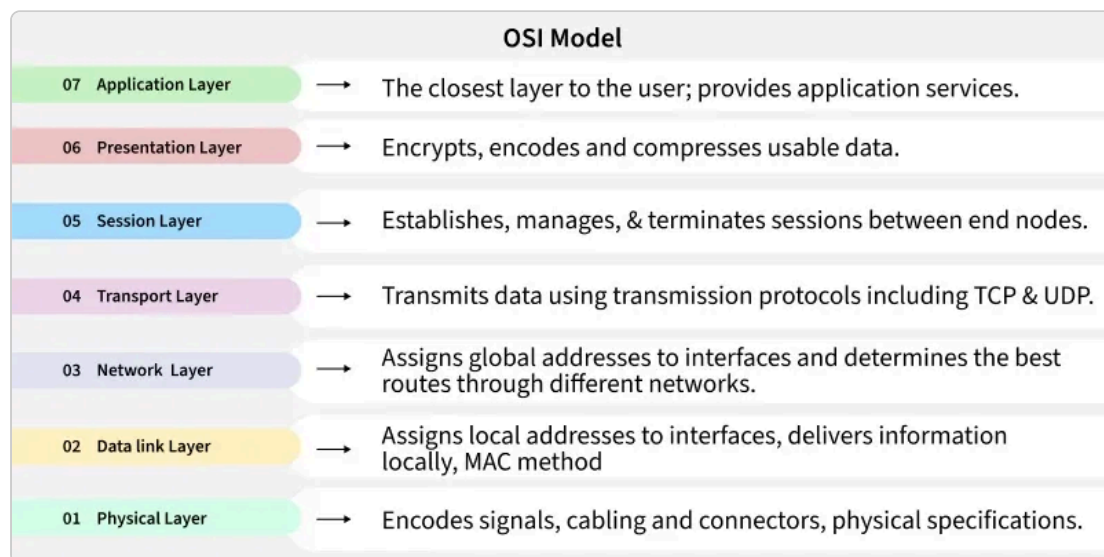 OSI Model
07 Application Layer → The closest layer to the user; provides application services.
06 Presentation Layer → Encrypts, encodes and compresses usable data.
05 Session Layer → Establishes, manages, & terminates sessions between end nodes.
04 Transport Layer → Transmits data using transmission protocols including TCP & UDP.
03 Network Layer → Assigns global addresses to interfaces and determines the best
routes through different networks.
02 Data link Layer → Assigns local addresses to interfaces, delivers information
locally, MAC method
01 Physical Layer → Encodes signals, cabling and connectors, physical specifications.